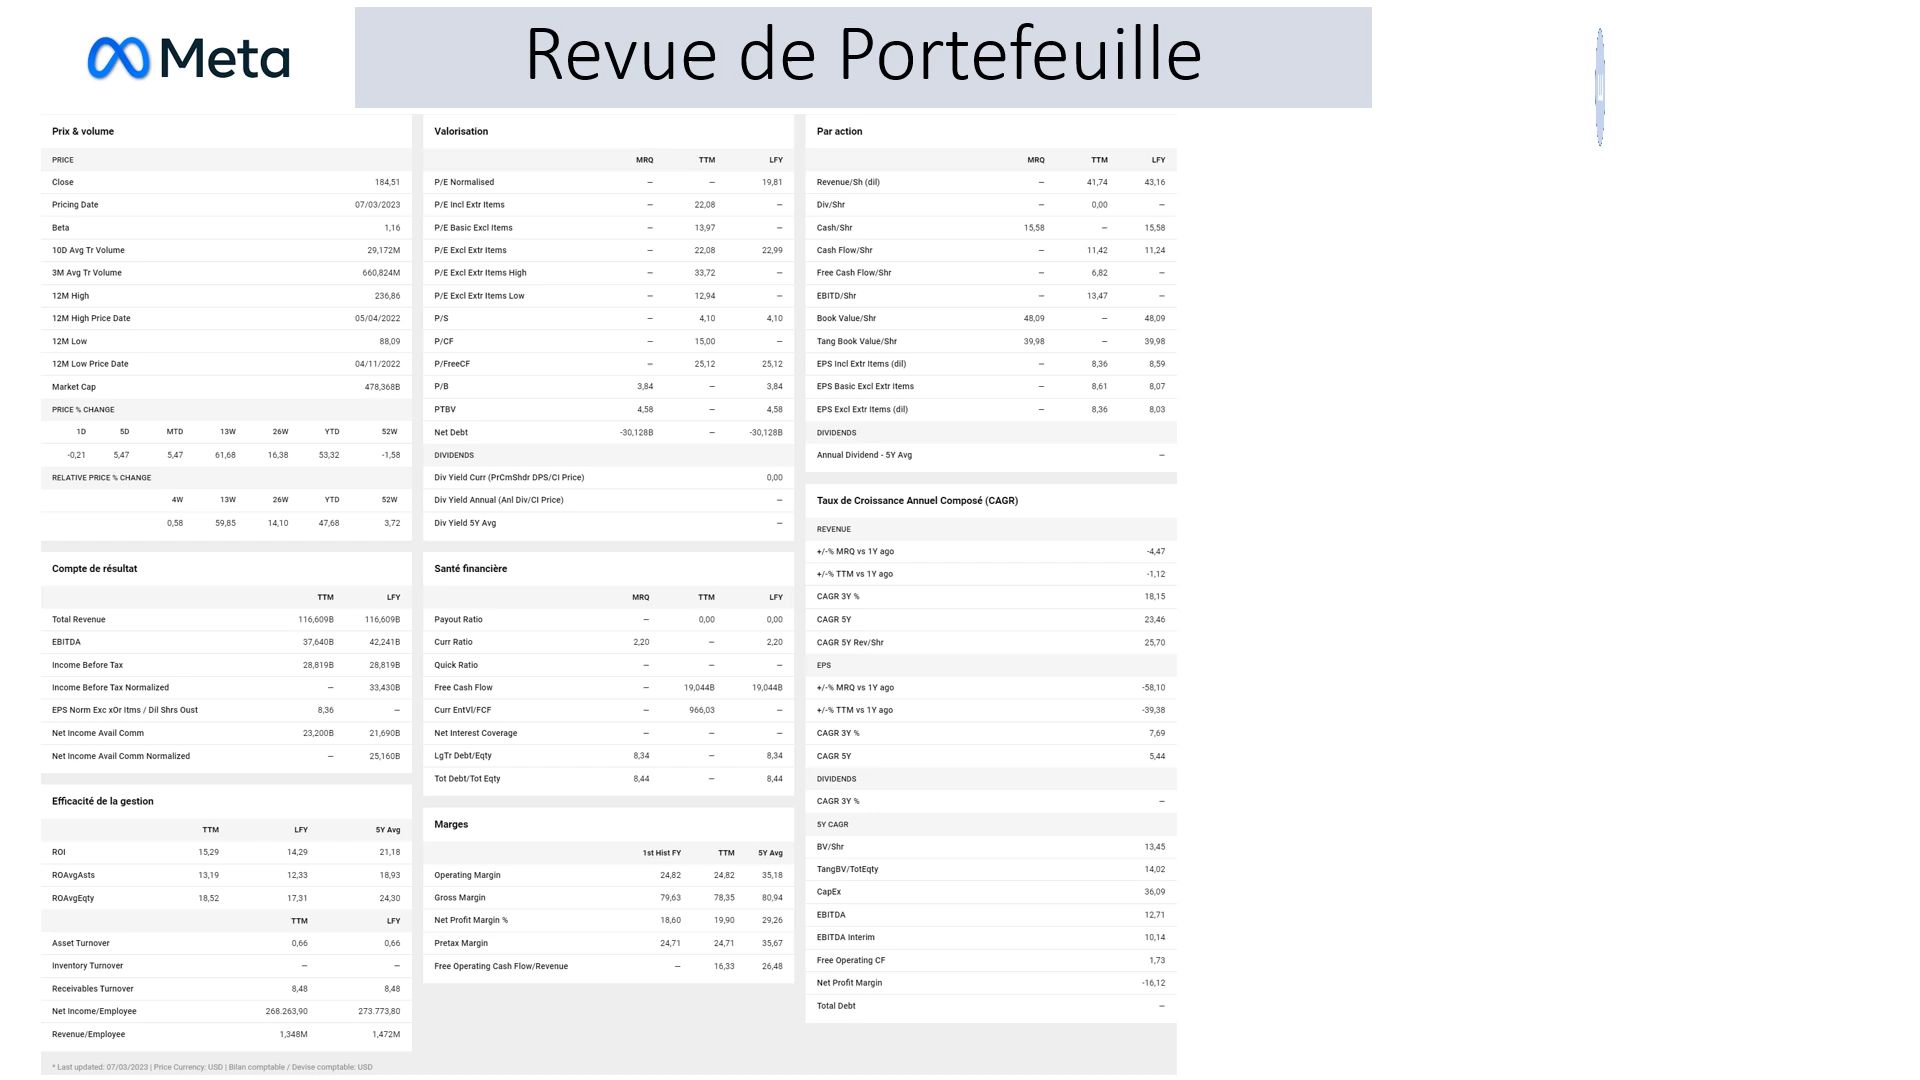 Meta
Revue de Portefeuille
Prix & volume
PRICE
Close 184,51
Pricing Date 07/03/2023
Beta 1,16
10D Avg Tr Volume 29,172M
3M Avg Tr Volume 660,824M
12M High 236,86
12M High Price Date 05/04/2022
12M Low 88,09
12M Low Price Date 04/11/2022
Market Cap 478,368B
PRICE % CHANGE
1D 5D MTD 13W 26W YTD 52W
-0,21 5,47 5,47 61,68 16,38 53,32 -1,58
RELATIVE PRICE % CHANGE
4W 13W 26W YTD 52W
0,58 59,85 14,10 47,68 3,72
Compte de résultat
TTM LFY
Total Revenue 116,609B 116,609B
EBITDA 37,640B 42,241B
Income Before Tax 28,819B 28,819B
Income Before Tax Normalized — 33,430B
EPS Norm Exc xOr Itms / Dil Shrs Oust 8,36 —
Net Income Avail Comm 23,200B 21,690B
Net Income Avail Comm Normalized — 25,160B
Efficacité de la gestion
TTM LFY 5Y Avg
ROI 15,29 14,29 21,18
ROAvgAsts 13,19 12,33 18,93
ROAvgEqty 18,52 17,31 24,30
TTM LFY
Asset Turnover 0,66 0,66
Inventory Turnover — —
Receivables Turnover 8,48 8,48
Net Income/Employee 268.263,90 273.773,80
Revenue/Employee 1,348M 1,472M
* Last updated: 07/03/2023 | Price Currency: USD | Bilan comptable / Devise comptable: USD
Valorisation
MRQ TTM LFY
P/E Normalised — — 19,81
P/E Incl Extr Items — 22,08 —
P/E Basic Excl Items — 13,97 —
P/E Excl Extr Items — 22,08 22,99
P/E Excl Extr Items High — 33,72 —
P/E Excl Extr Items Low — 12,94 —
P/S — 4,10 4,10
P/CF — 15,00 —
P/FreeCF — 25,12 25,12
P/B 3,84 — 3,84
PTBV 4,58 — 4,58
Net Debt -30,128B — -30,128B
DIVIDENDS
Div Yield Curr (PrCmShdr DPS/Cl Price) 0,00
Div Yield Annual (Anl Div/Cl Price) —
Div Yield 5Y Avg —
Santé financière
MRQ TTM LFY
Payout Ratio — 0,00 0,00
Curr Ratio 2,20 — 2,20
Quick Ratio — — —
Free Cash Flow — 19,044B 19,044B
Curr EntVl/FCF — 966,03 —
Net Interest Coverage — — —
LgTr Debt/Eqty 8,34 — 8,34
Tot Debt/Tot Eqty 8,44 — 8,44
Marges
1st Hist FY TTM 5Y Avg
Operating Margin 24,82 24,82 35,18
Gross Margin 79,63 78,35 80,94
Net Profit Margin % 18,60 19,90 29,26
Pretax Margin 24,71 24,71 35,67
Free Operating Cash Flow/Revenue — 16,33 26,48
Par action
MRQ TTM LFY
Revenue/Sh (dil) — 41,74 43,16
Div/Shr — 0,00 —
Cash/Shr 15,58 — 15,58
Cash Flow/Shr — 11,42 11,24
Free Cash Flow/Shr — 6,82 —
EBITD/Shr — 13,47 —
Book Value/Shr 48,09 — 48,09
Tang Book Value/Shr 39,98 — 39,98
EPS Incl Extr Items (dil) — 8,36 8,59
EPS Basic Excl Extr Items — 8,61 8,07
EPS Excl Extr Items (dil) — 8,36 8,03
DIVIDENDS
Annual Dividend - 5Y Avg —
Taux de Croissance Annuel Composé (CAGR)
REVENUE
+/-% MRQ vs 1Y ago -4,47
+/-% TTM vs 1Y ago -1,12
CAGR 3Y % 18,15
CAGR 5Y 23,46
CAGR 5Y Rev/Shr 25,70
EPS
+/-% MRQ vs 1Y ago -58,10
+/-% TTM vs 1Y ago -39,38
CAGR 3Y % 7,69
CAGR 5Y 5,44
DIVIDENDS
CAGR 3Y % —
5Y CAGR
BV/Shr 13,45
TangBV/TotEqty 14,02
CapEx 36,09
EBITDA 12,71
EBITDA Interim 10,14
Free Operating CF 1,73
Net Profit Margin -16,12
Total Debt —